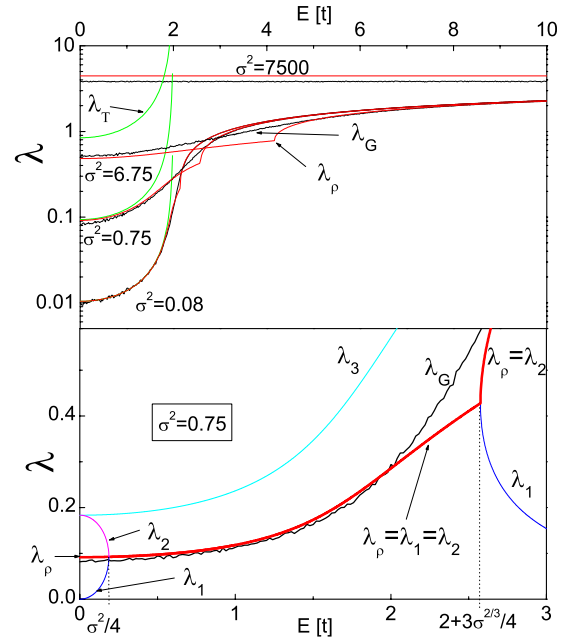 E [t]
0 2 4 6 8 10
10
1
0.1
0.01
λ
σ²=7500
λ_T
λ_G
λ_ρ
σ²=6.75
σ²=0.75
σ²=0.08
λ_3
λ_G
λ_ρ=λ_2
0.4
σ²=0.75
λ
λ_1
0.2
λ_2
λ_ρ=λ_1=λ_2
λ_ρ
λ_1
0.0
0 1 2 3
σ²/4
E [t]
2+3σ^{2/3}/4